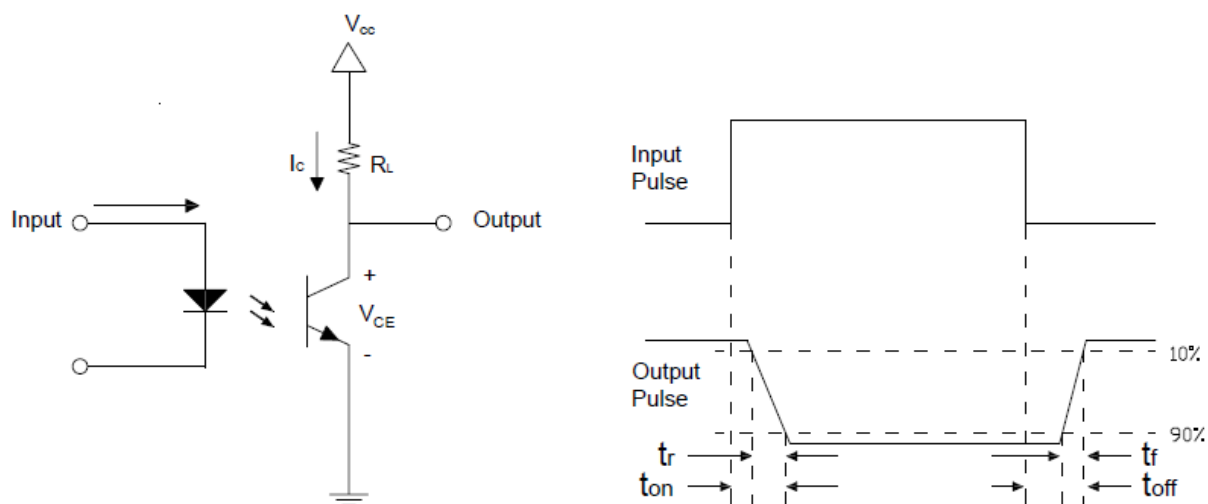 Vcc
Ic
RL
Input
Output
+
VCE
-
Input
Pulse
Output
Pulse
10%
90%
tr
tf
ton
toff